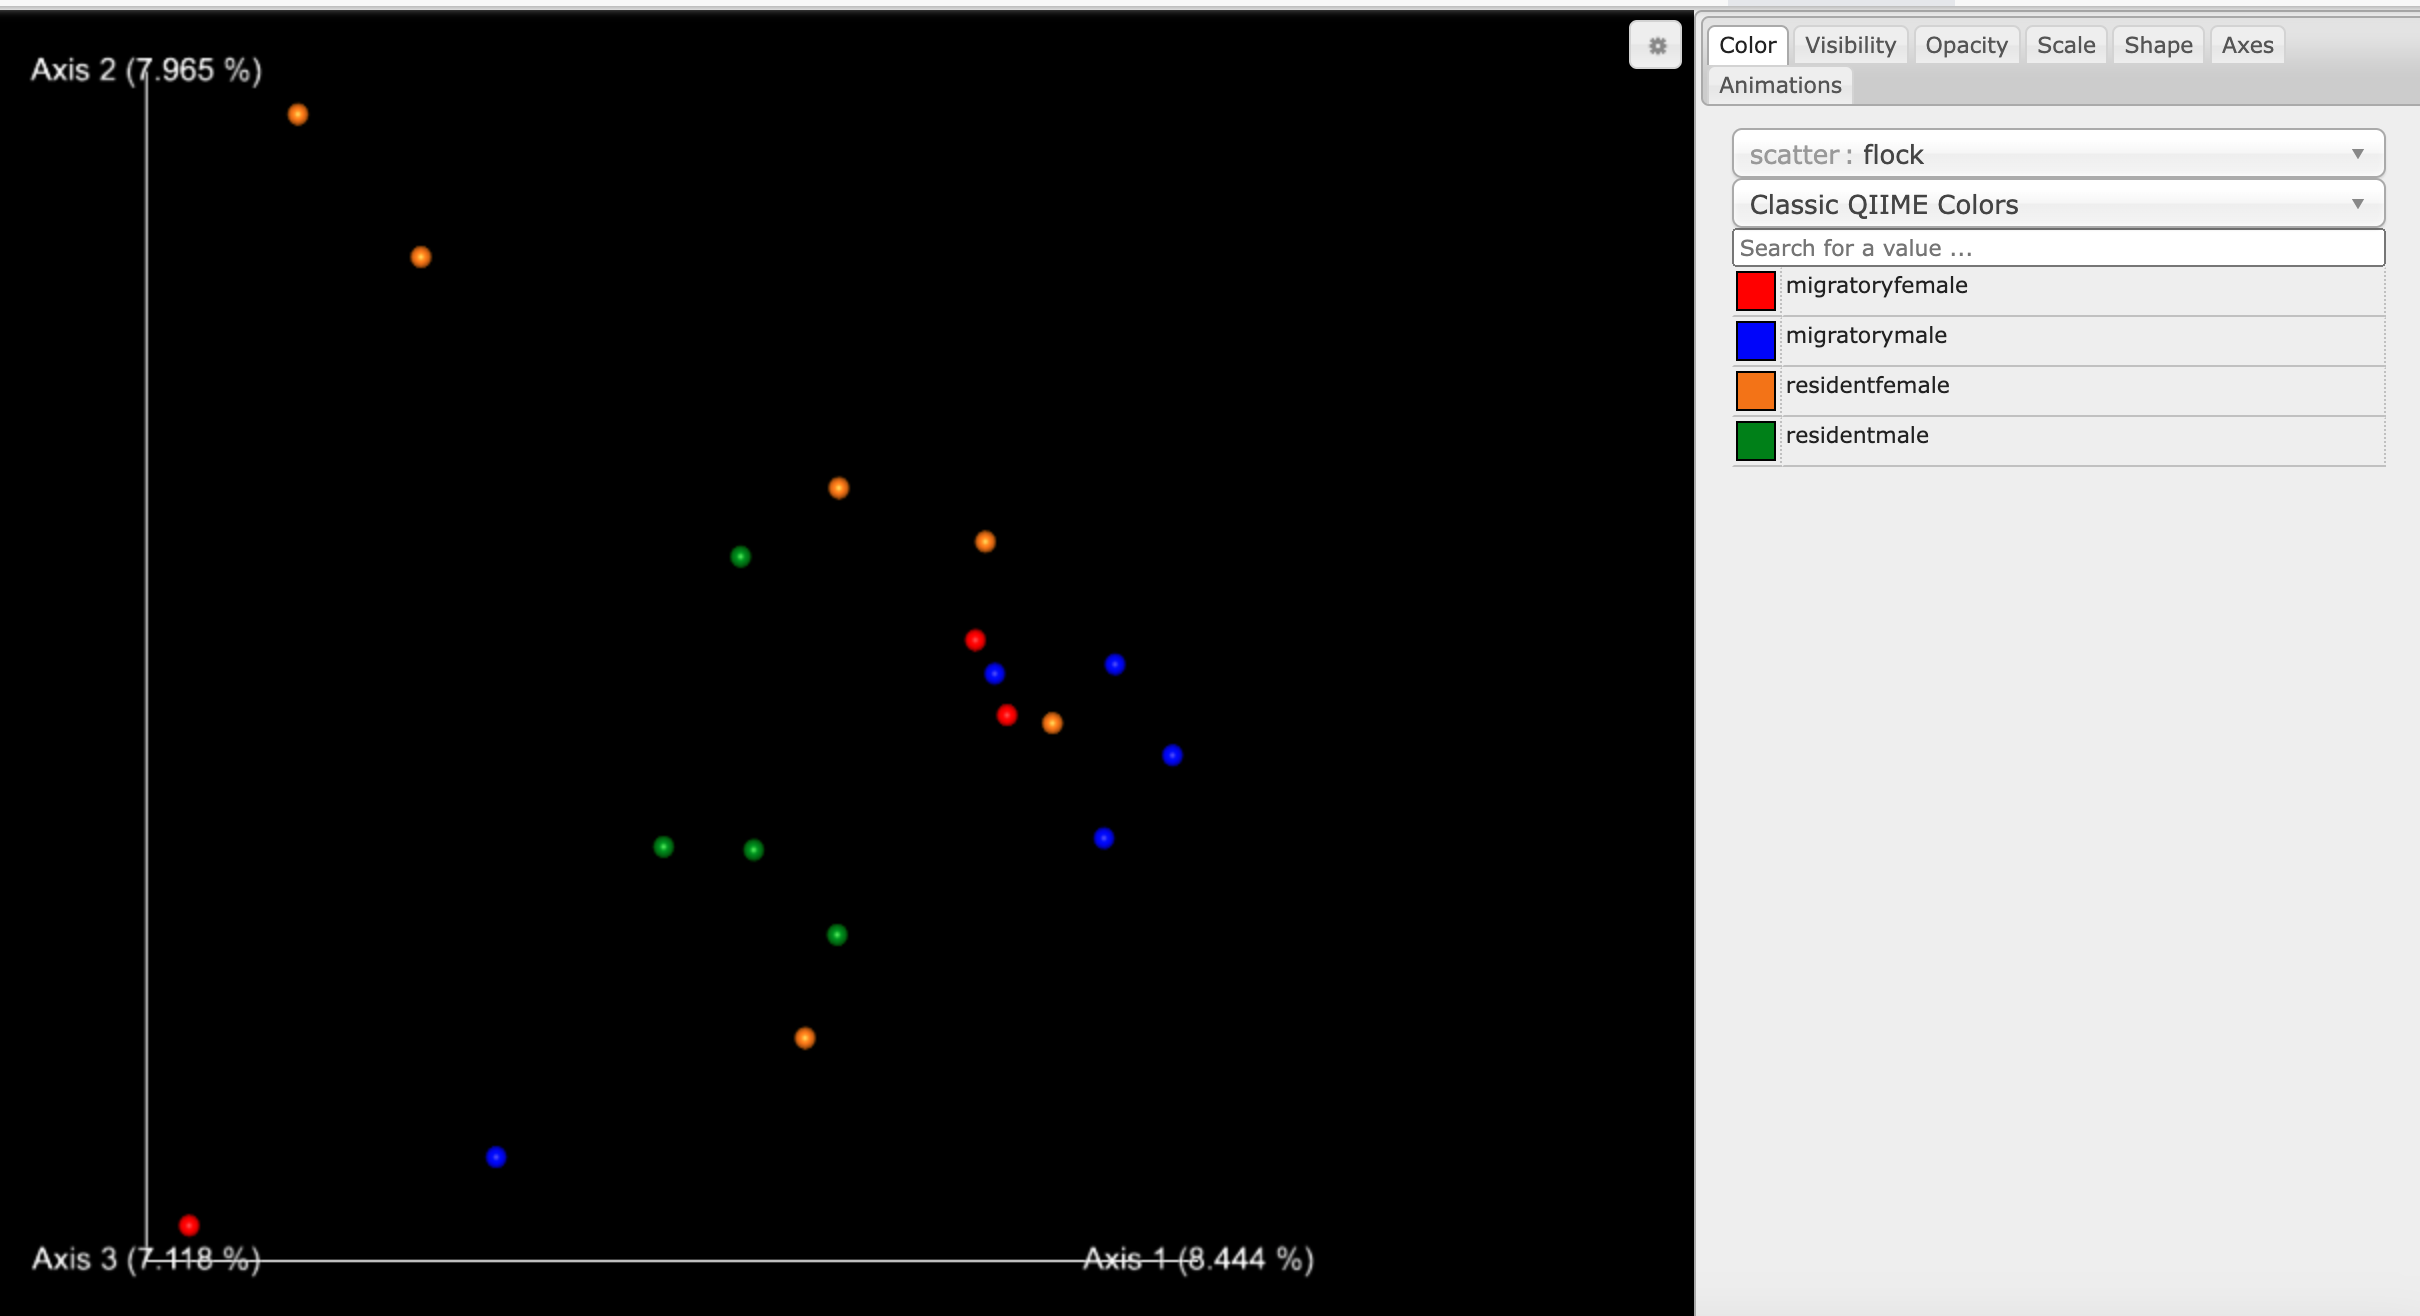 Axis 2 (7.965 %)
Axis 3 (7.118 %)
Axis 1 (8.444 %)
Color Visibility Opacity Scale Shape Axes
Animations
scatter : flock
Classic QIIME Colors
Search for a value ...
migratoryfemale
migratorymale
residentfemale
residentmale